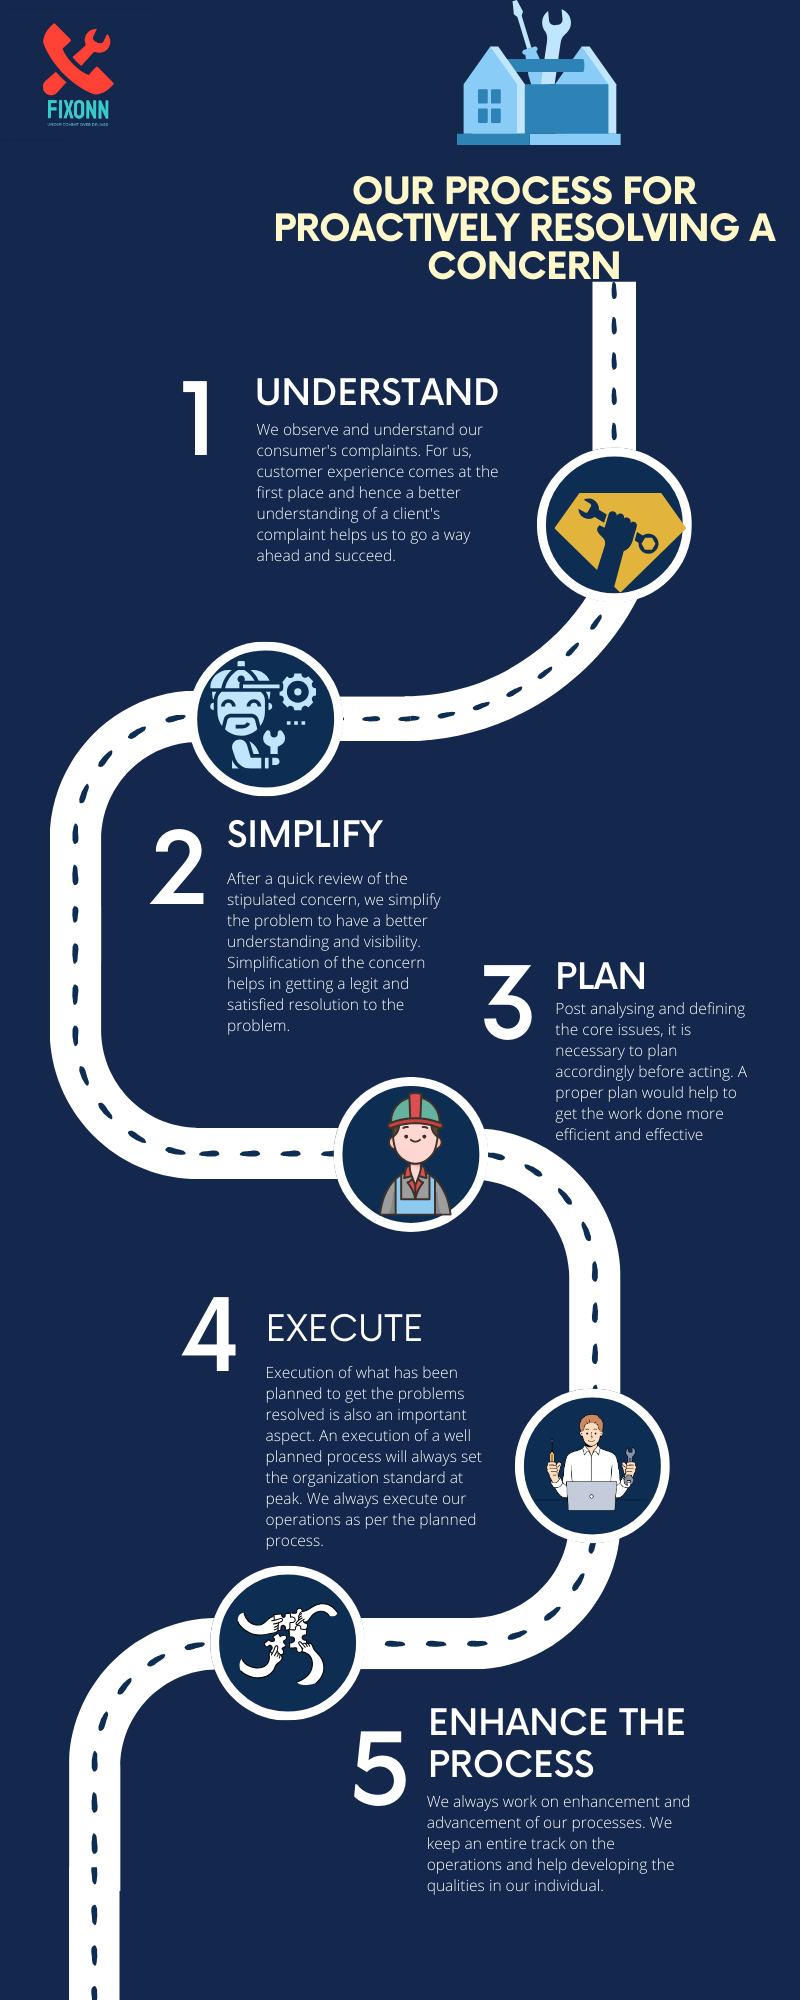 FIXONN
UNDER COMMIT OVER DELIVER
OUR PROCESS FOR
PROACTIVELY RESOLVING A
CONCERN
1
UNDERSTAND
We observe and understand our
consumer's complaints. For us,
customer experience comes at the
first place and hence a better
understanding of a client's
complaint helps us to go a way
ahead and succeed.
2
SIMPLIFY
After a quick review of the
stipulated concern, we simplify
the problem to have a better
understanding and visibility.
Simplification of the concern
helps in getting a legit and
satisfied resolution to the
problem.
3
PLAN
Post analysing and defining
the core issues, it is
necessary to plan
accordingly before acting. A
proper plan would help to
get the work done more
efficient and effective
4
EXECUTE
Execution of what has been
planned to get the problems
resolved is also an important
aspect. An execution of a well
planned process will always set
the organization standard at
peak. We always execute our
operations as per the planned
process.
5
ENHANCE THE
PROCESS
We always work on enhancement and
advancement of our processes. We
keep an entire track on the
operations and help developing the
qualities in our individual.